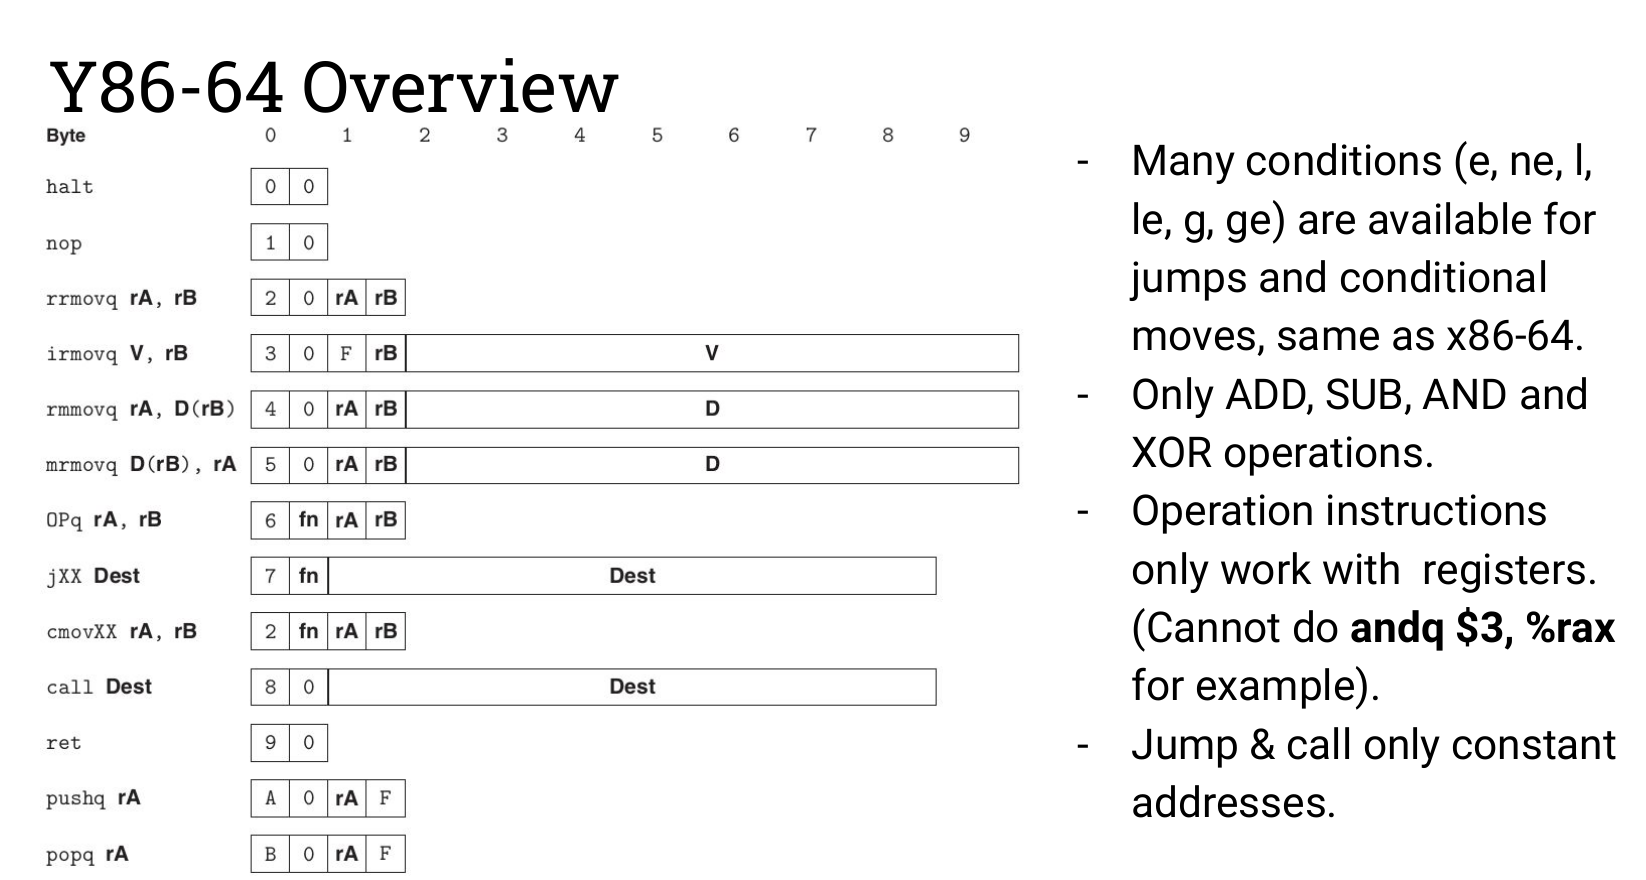 Y86-64 Overview
Byte 0 1 2 3 4 5 6 7 8 9
halt 0 0
nop 1 0
rrmovq rA, rB 2 0 rA rB
irmovq V, rB 3 0 F rB V
rmmovq rA, D(rB) 4 0 rA rB D
mrmovq D(rB), rA 5 0 rA rB D
OPq rA, rB 6 fn rA rB
jXX Dest 7 fn Dest
cmovXX rA, rB 2 fn rA rB
call Dest 8 0 Dest
ret 9 0
pushq rA A 0 rA F
popq rA B 0 rA F
- Many conditions (e, ne, l,
le, g, ge) are available for
jumps and conditional
moves, same as x86-64.
- Only ADD, SUB, AND and
XOR operations.
- Operation instructions
only work with registers.
(Cannot do andq $3, %rax
for example).
- Jump & call only constant
addresses.